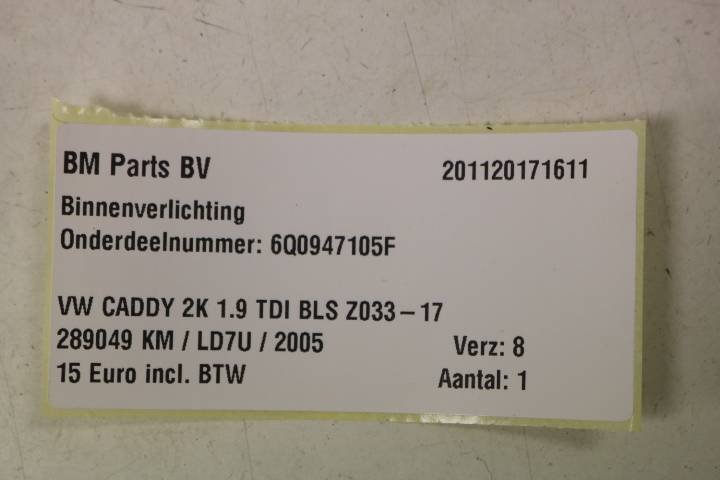 BM Parts BV 201120171611
Binnenverlichting
Onderdeelnummer: 6Q0947105F
VW CADDY 2K 1.9 TDI BLS Z033-17
289049 KM / LD7U / 2005 Verz: 8
15 Euro incl. BTW Aantal: 1